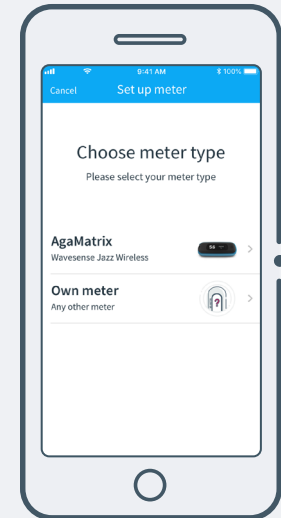 9:41 AM
100%
Cancel
Set up meter
Choose meter type
Please select your meter type
AgaMatrix
Wavesense Jazz Wireless
Own meter
Any other meter
?